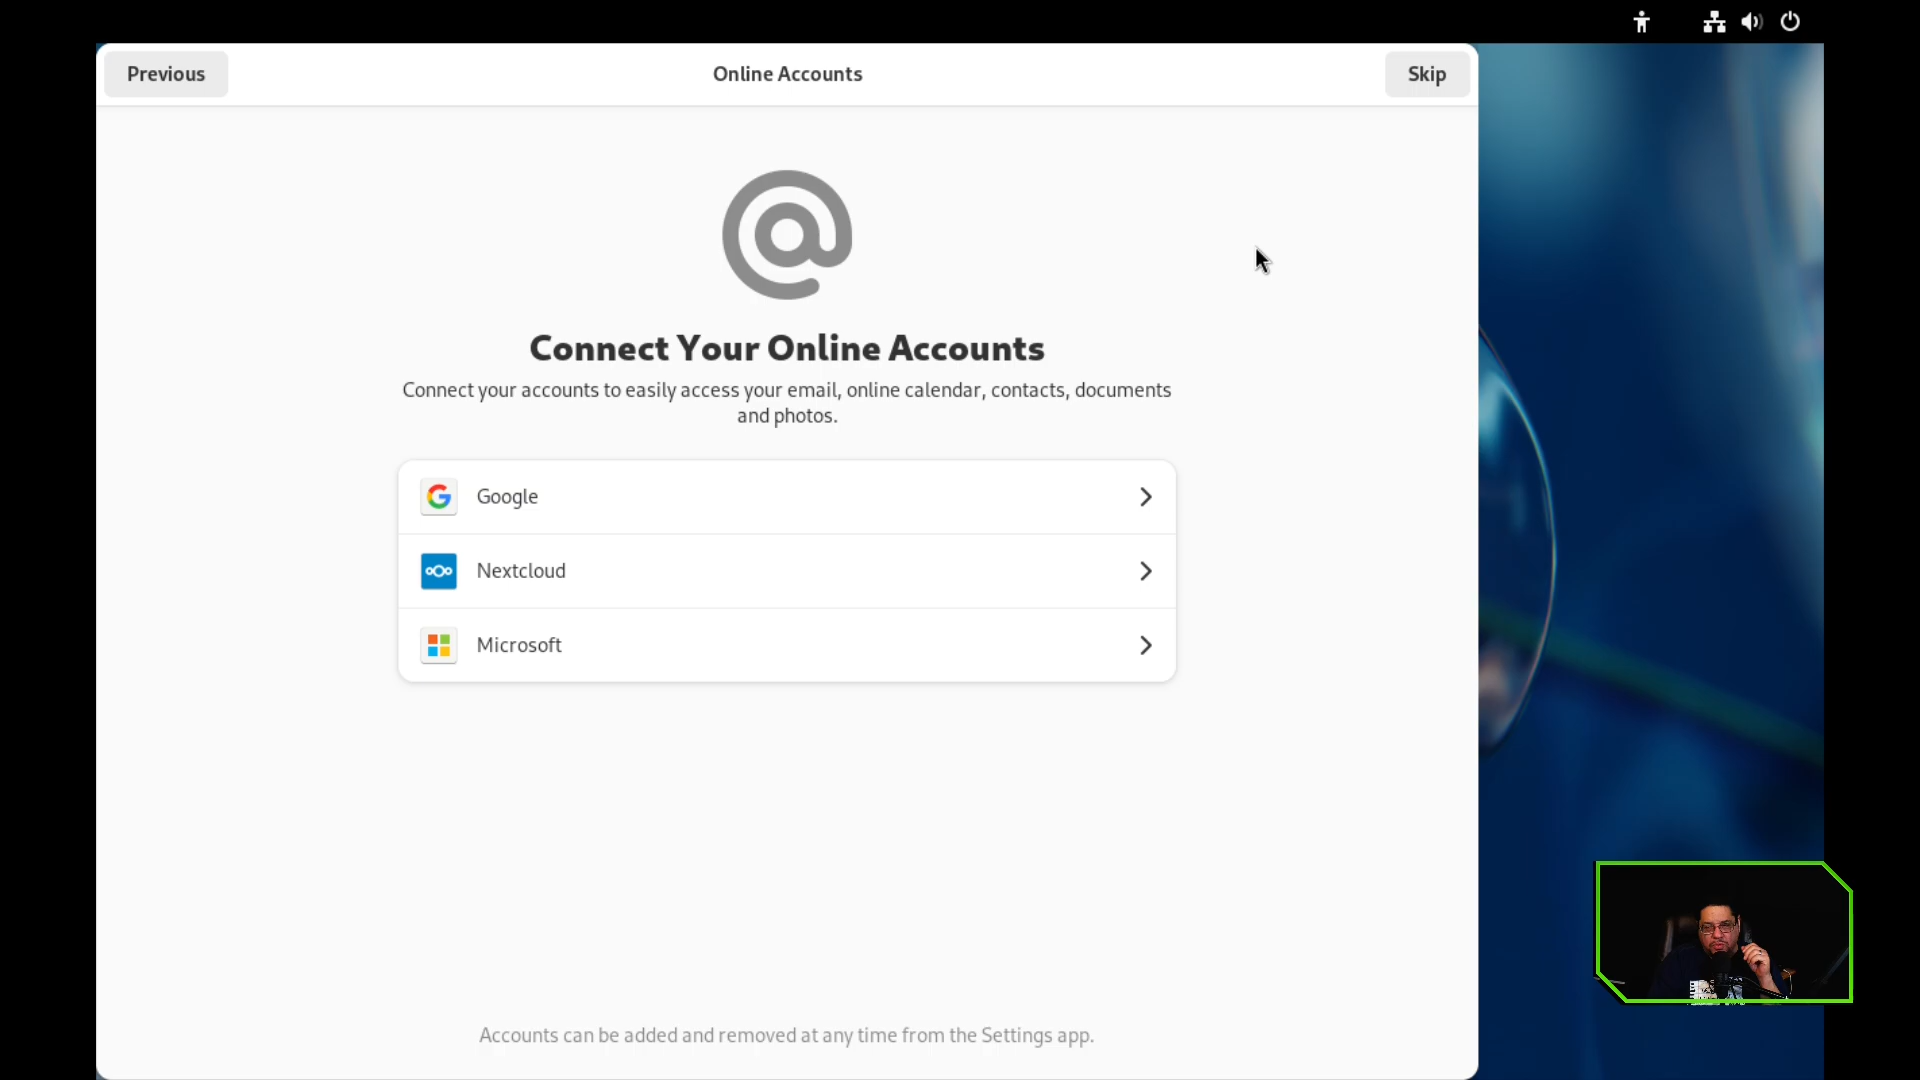 Previous
Online Accounts
Skip
Connect Your Online Accounts
Connect your accounts to easily access your email, online calendar, contacts, documents
and photos.
Google
Nextcloud
Microsoft
Accounts can be added and removed at any time from the Settings app.